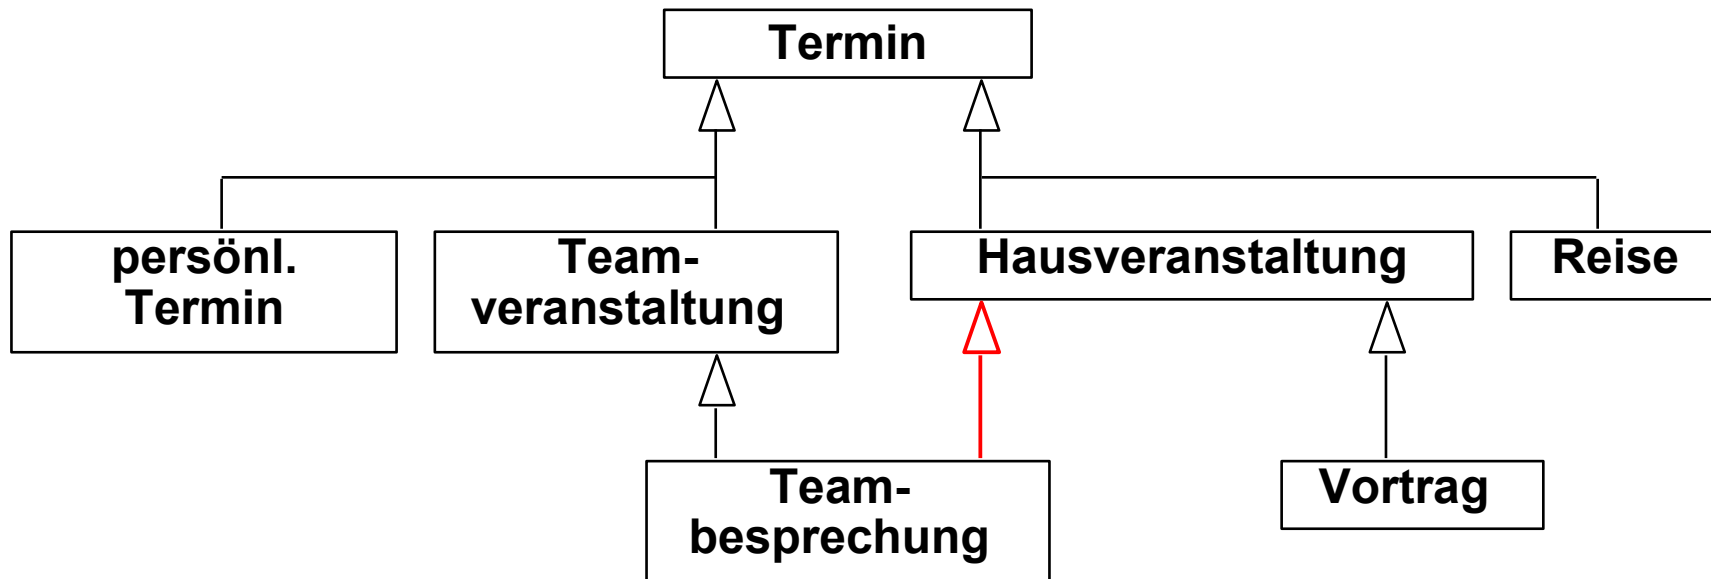 Termin
persönl.
Termin
Team-
veranstaltung
Hausveranstaltung
Reise
Team-
besprechung
Vortrag